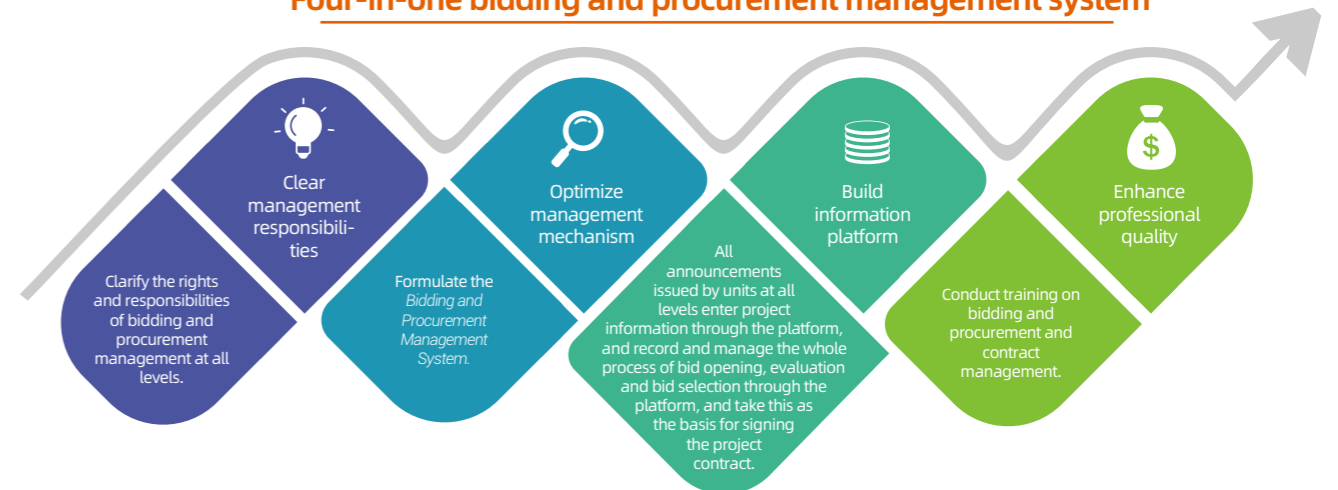 Four-in-one bidding and procurement management system
Clear
management
responsibili-
ties
Clarify the rights
and responsibilities
of bidding and
procurement
management at all
levels.
Optimize
management
mechanism
Formulate the
Bidding and
Procurement
Management
System.
Build
information
platform
All
announcements
issued by units at all
levels enter project
information through the platform,
and record and manage the whole
process of bid opening, evaluation
and bid selection through the
platform, and take this as
the basis for signing
the project
contract.
Enhance
professional
quality
Conduct training on
bidding and
procurement and
contract
management.